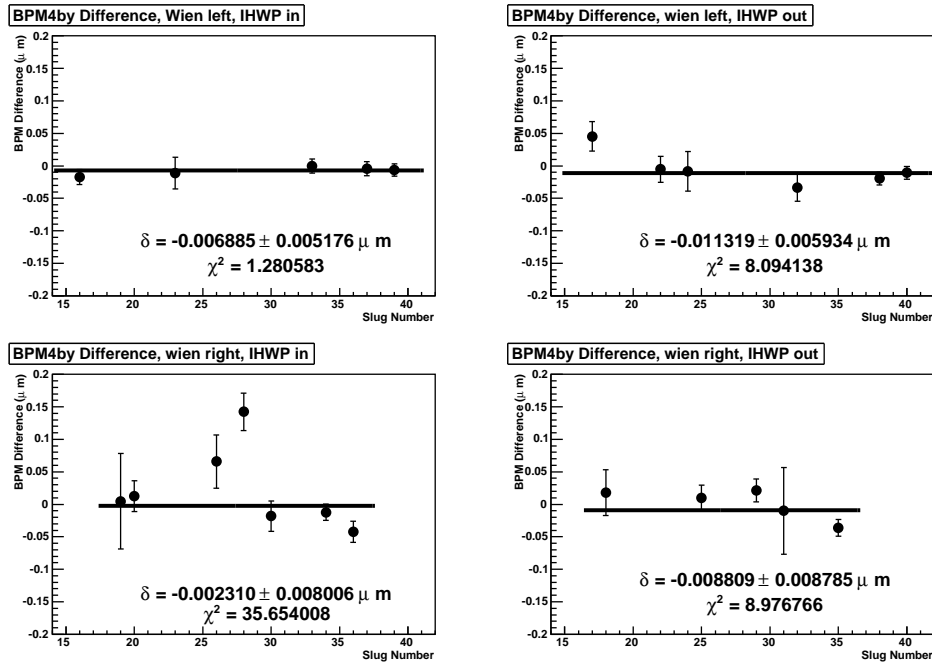 BPM4by Difference, Wien left, IHWP in
BPM Difference (μ m)
0.2
0.15
0.1
0.05
0
-0.05
-0.1
-0.15
-0.2
δ = -0.006885 ± 0.005176 μ m
χ² = 1.280583
15 20 25 30 35 40
Slug Number
BPM4by Difference, wien left, IHWP out
BPM Difference (μ m)
0.2
0.15
0.1
0.05
0
-0.05
-0.1
-0.15
-0.2
δ = -0.011319 ± 0.005934 μ m
χ² = 8.094138
15 20 25 30 35 40
Slug Number
BPM4by Difference, wien right, IHWP in
BPM Difference (μ m)
0.2
0.15
0.1
0.05
0
-0.05
-0.1
-0.15
-0.2
δ = -0.002310 ± 0.008006 μ m
χ² = 35.654008
15 20 25 30 35 40
Slug Number
BPM4by Difference, wien right, IHWP out
BPM Difference (μ m)
0.2
0.15
0.1
0.05
0
-0.05
-0.1
-0.15
-0.2
δ = -0.008809 ± 0.008785 μ m
χ² = 8.976766
15 20 25 30 35 40
Slug Number